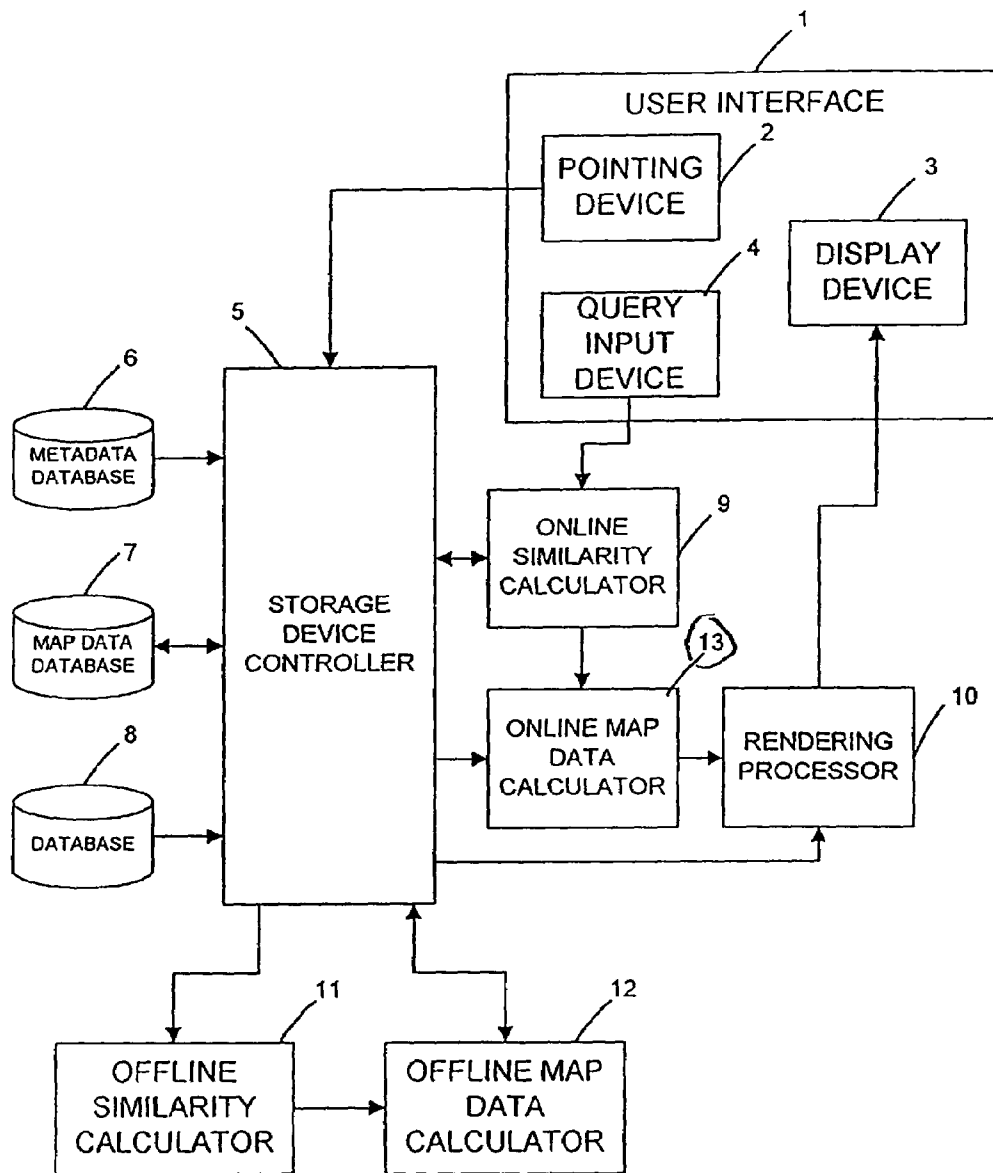 1
USER INTERFACE
2
POINTING
DEVICE
3
DISPLAY
DEVICE
4
QUERY
INPUT
DEVICE
5
STORAGE
DEVICE
CONTROLLER
6
METADATA
DATABASE
7
MAP DATA
DATABASE
8
DATABASE
9
ONLINE
SIMILARITY
CALCULATOR
13
ONLINE MAP
DATA
CALCULATOR
10
RENDERING
PROCESSOR
11
OFFLINE
SIMILARITY
CALCULATOR
12
OFFLINE MAP
DATA
CALCULATOR